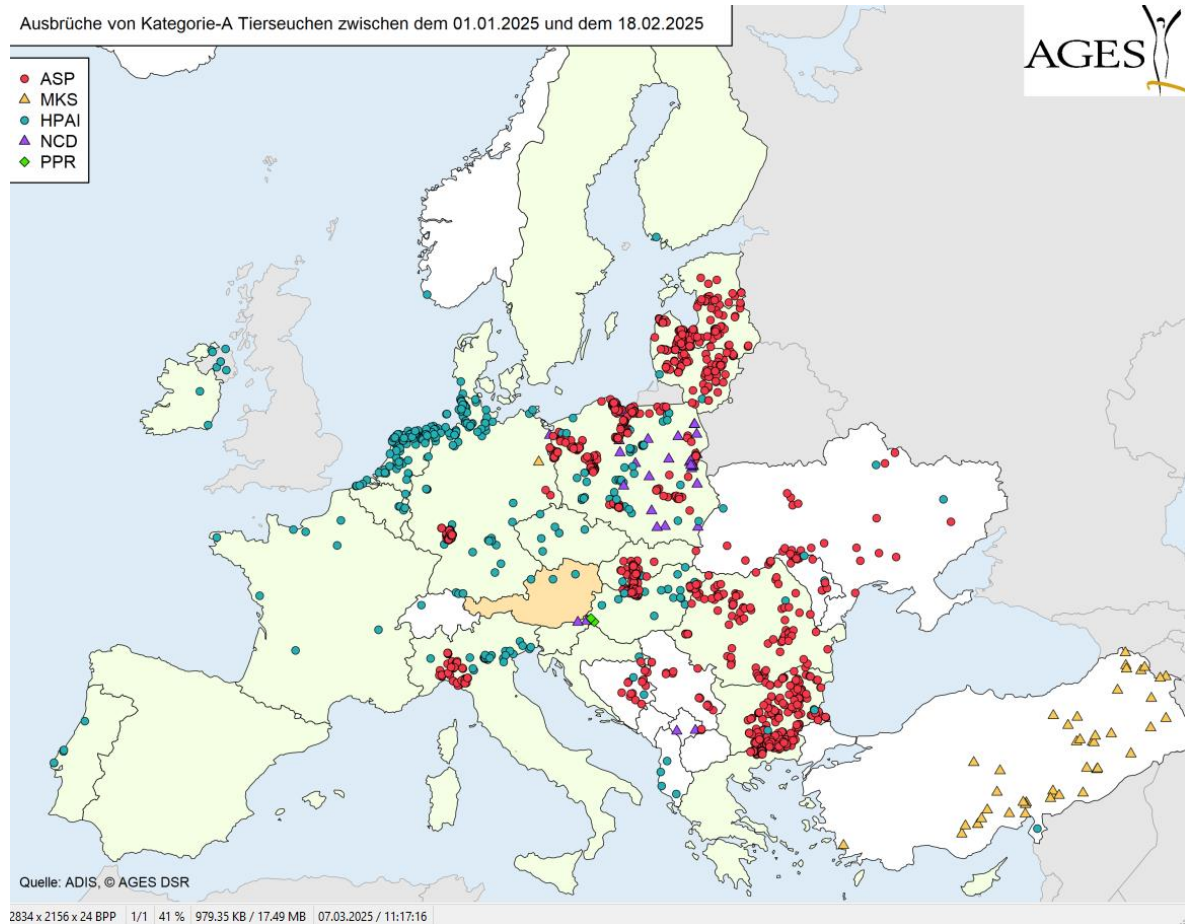 Ausbrüche von Kategorie-A Tierseuchen zwischen dem 01.01.2025 und dem 18.02.2025
AGES
ASP
MKS
HPAI
NCD
PPR
Quelle: ADIS, © AGES DSR
2834 x 2156 x 24 BPP 1/1 41 % 979.35 KB / 17.49 MB 07.03.2025 / 11:17:16